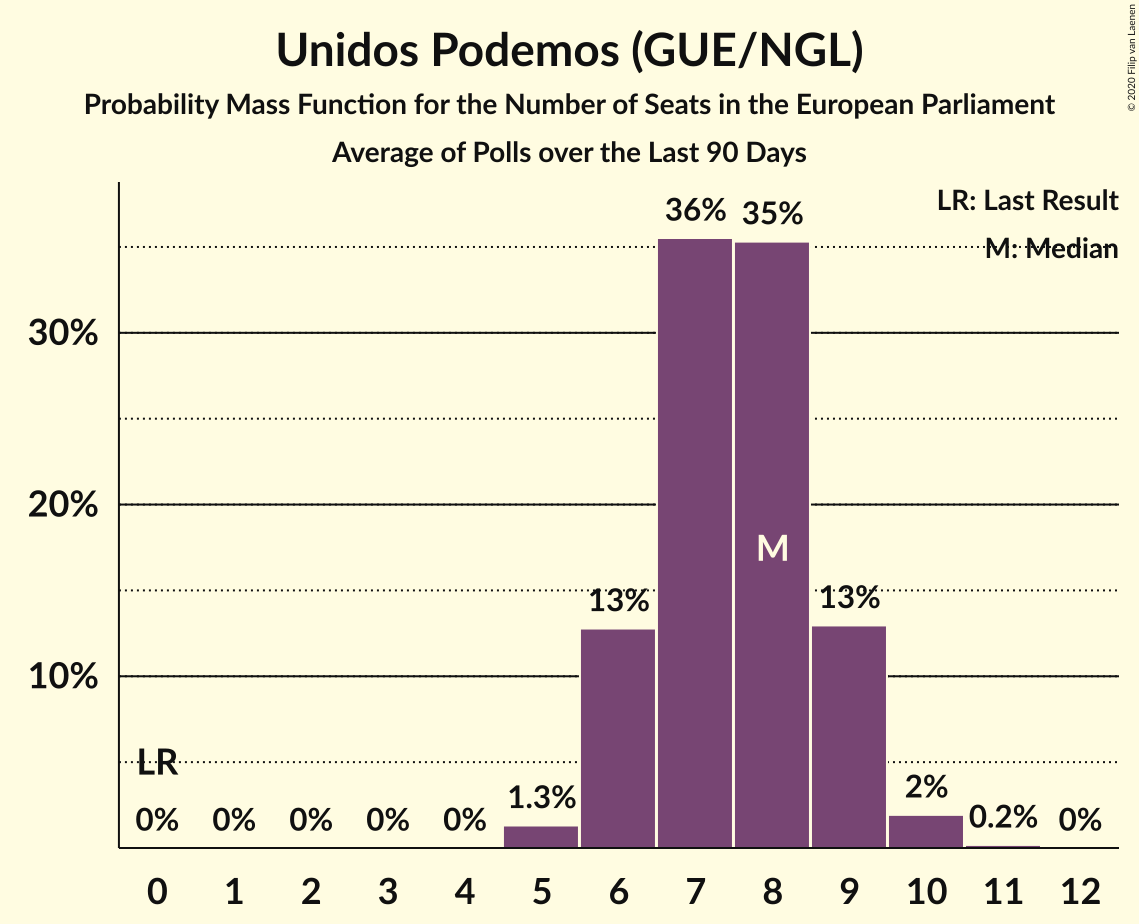 Unidos Podemos (GUE/NGL)
Probability Mass Function for the Number of Seats in the European Parliament
Average of Polls over the Last 90 Days
© 2020 Filip van Laenen
LR: Last Result
M: Median
36%
35%
30%
20%
M
13%
13%
10%
LR
0%
0%
0%
0%
0%
1.3%
2%
0.2%
0%
0 1 2 3 4 5 6 7 8 9 10 11 12